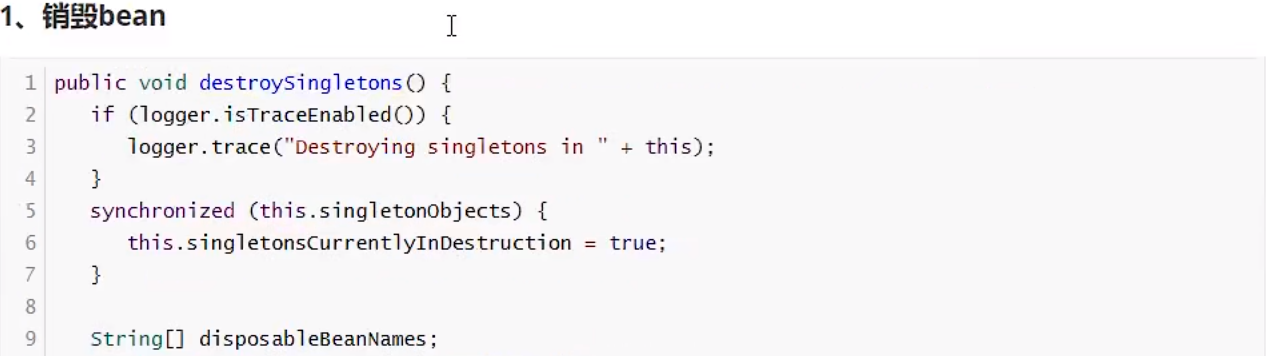 1、销毁bean
1 public void destroySingletons() {
2 if (logger.isTraceEnabled()) {
3 logger.trace("Destroying singletons in " + this);
4 }
5 synchronized (this.singletonObjects) {
6 this.singletonsCurrentlyInDestruction = true;
7 }
8
9 String[] disposableBeanNames;